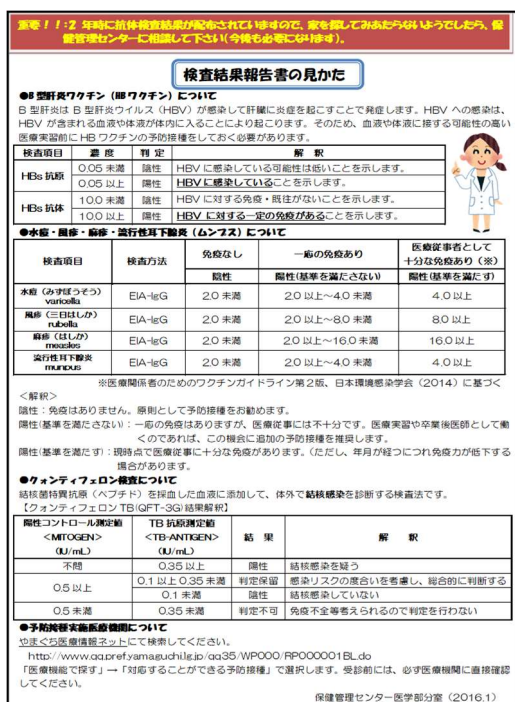 重要！！：2 年時に抗体検査結果が配布されていますので、家を探してみあたらないようでしたら、保
健管理センターに相談して下さい（今後も必要になります）。
検査結果報告書の見かた
●B 型肝炎ワクチン（HB ワクチン）について
B 型肝炎は B 型肝炎ウイルス（HBV）が感染して肝臓に炎症を起こすことで発症します。HBV への感染は、
HBV が含まれる血液や体液が体内に入ることにより起こります。そのため、血液や体液に接する可能性の高い
医療実習前に HB ワクチンの予防接種をしておく必要があります。
検査項目 濃 度 判 定 解 釈
HBs 抗原 0.05 未満 陰性 HBV に感染している可能性は低いことを示します。
0.05 以上 陽性 HBV に感染していることを示します。
HBs 抗体 10.0 未満 陰性 HBV に対する免疫・既往がないことを示します。
10.0 以上 陽性 HBV に対する一定の免疫があることを示します。
●水痘・風疹・麻疹・流行性耳下腺炎（ムンプス）について
検査項目 検査方法 免疫なし 一応の免疫あり 医療従事者として
十分な免疫あり（※）
陰性 陽性(基準を満たさない) 陽性(基準を満たす)
水痘（みずぼうそう）
varicella EIA-IgG 2.0 未満 2.0 以上～4.0 未満 4.0 以上
風疹（三日はしか）
rubella EIA-IgG 2.0 未満 2.0 以上～8.0 未満 8.0 以上
麻疹（はしか）
measles EIA-IgG 2.0 未満 2.0 以上～16.0 未満 16.0 以上
流行性耳下腺炎
munpus EIA-IgG 2.0 未満 2.0 以上～4.0 未満 4.0 以上
※医療関係者のためのワクチンガイドライン第２版、日本環境感染学会（2014）に基づく
＜解釈＞
陰性：免疫はありません。原則として予防接種をお勧めます。
陽性(基準を満たさない)：一応の免疫はありますが、医療従事には不十分です。医療実習や卒業後医師として働
くのであれば、この機会に追加の予防接種を推奨します。
陽性(基準を満たす)：現時点で医療従事に十分な免疫があります。（ただし、年月が経つにつれ免疫力が低下する
場合があります。
●クォンティフェロン検査について
結核菌特異抗原（ペプチド）を採血した血液に添加して、体外で結核感染を診断する検査法です。
【クォンティフェロン TB(QFT-3G)結果解釈】
陽性コントロール測定値 TB 抗原測定値 結 果 解 釈
＜MITOGEN＞ ＜TB-ANTIGEN＞
(IU/mL) (IU/mL)
不問 0.35 以上 陽性 結核感染を疑う
0.5 以上 0.1 以上 0.35 未満 判定保留 感染リスクの度合いを考慮し、総合的に判断する
0.1 未満 陰性 結核感染していない
0.5 未満 0.35 未満 判定不可 免疫不全等考えられるので判定を行わない
●予防接種実施医療機関について
やまぐち医療情報ネットにて検索してください。
http://www.qq.pref.yamaguchi.lg.jp/qq35/WP000/RP000001BL.do
「医療機能で探す」→「対応することができる予防接種」で選択します。受診前には、必ず医療機関に直接確認
してください。
保健管理センター医学部分室（2016.1）